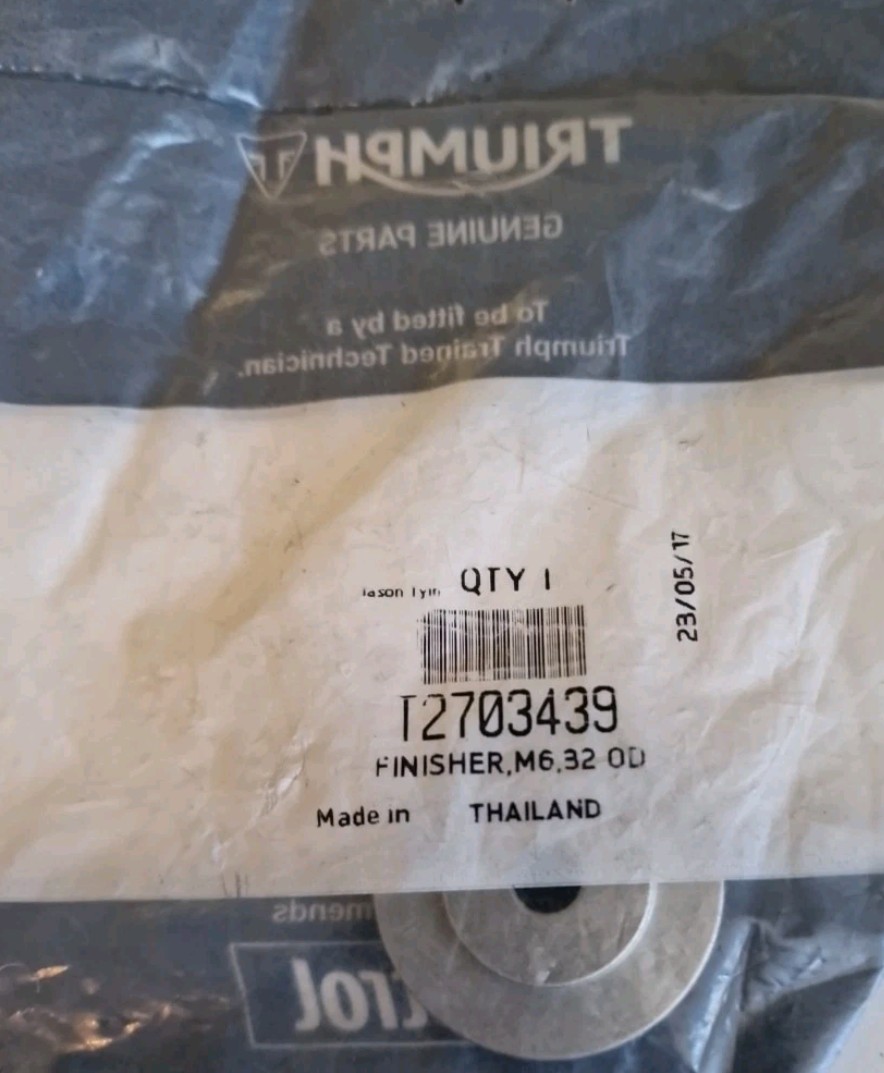 TRIUMPH
GENUINE PARTS
To be fitted by a
Triumph Trained Technician.
QTY 1
23/05/17
T2703439
FINISHER,M6,32 OD
Made in THAILAND